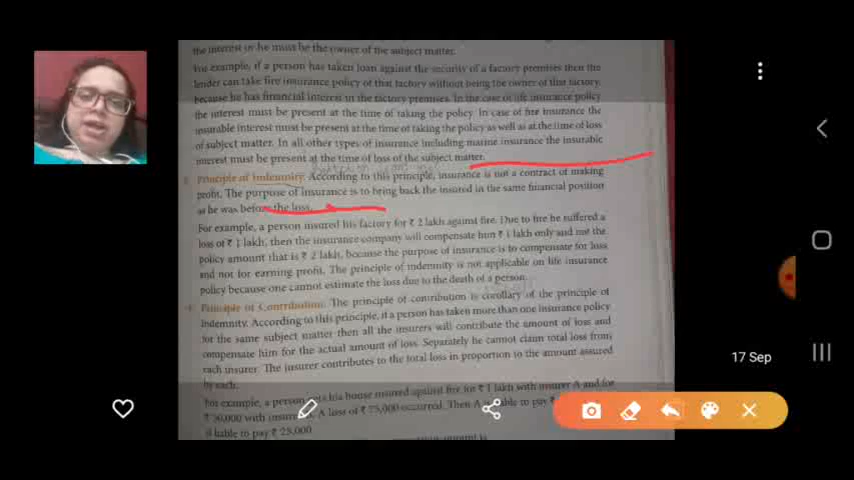 the interest or he must be the owner of the subject matter.
For example, if a person has taken loan against the security of a factory premises then the
lender can take fire insurance policy of that factory without being the owner of that factory,
because he has financial interest in the factory premises. In the case of life insurance policy
the interest must be present at the time of taking the policy. In case of fire insurance the
insurable interest must be present at the time of taking the policy as well as at the time of loss
of subject matter. In all other types of insurance including marine insurance the insurable
interest must be present at the time of loss of the subject matter.
Principle of Indemnity. According to this principle, insurance is not a contract of making
profit. The purpose of insurance is to bring back the insured in the same financial position
as he was before the loss.
For example, a person insured his factory for ₹ 2 lakh against fire. Due to fire he suffered a
loss of ₹ 1 lakh, then the insurance company will compensate him ₹ 1 lakh only and not the
policy amount that is ₹ 2 lakh, because the purpose of insurance is to compensate for loss
and not for earning profit. The principle of indemnity is not applicable on life insurance
policy because one cannot estimate the loss due to the death of a person.
Principle of Contribution. The principle of contribution is corollary of the principle of
Indemnity. According to this principle, if a person has taken more than one insurance policy
for the same subject matter then all the insurers will contribute the amount of loss and
compensate him for the actual amount of loss. Separately he cannot claim total loss from
each insurer. The insurer contributes to the total loss in proportion to the amount assured
by each.
17 Sep
For example, a person gets his house insured against fire for ₹ 1 lakh with insurer A and for
₹ 50,000 with insurer A loss of ₹ 75,000 occurred. Then A is liable to pay ₹
is liable to pay ₹ 25,000
amount is